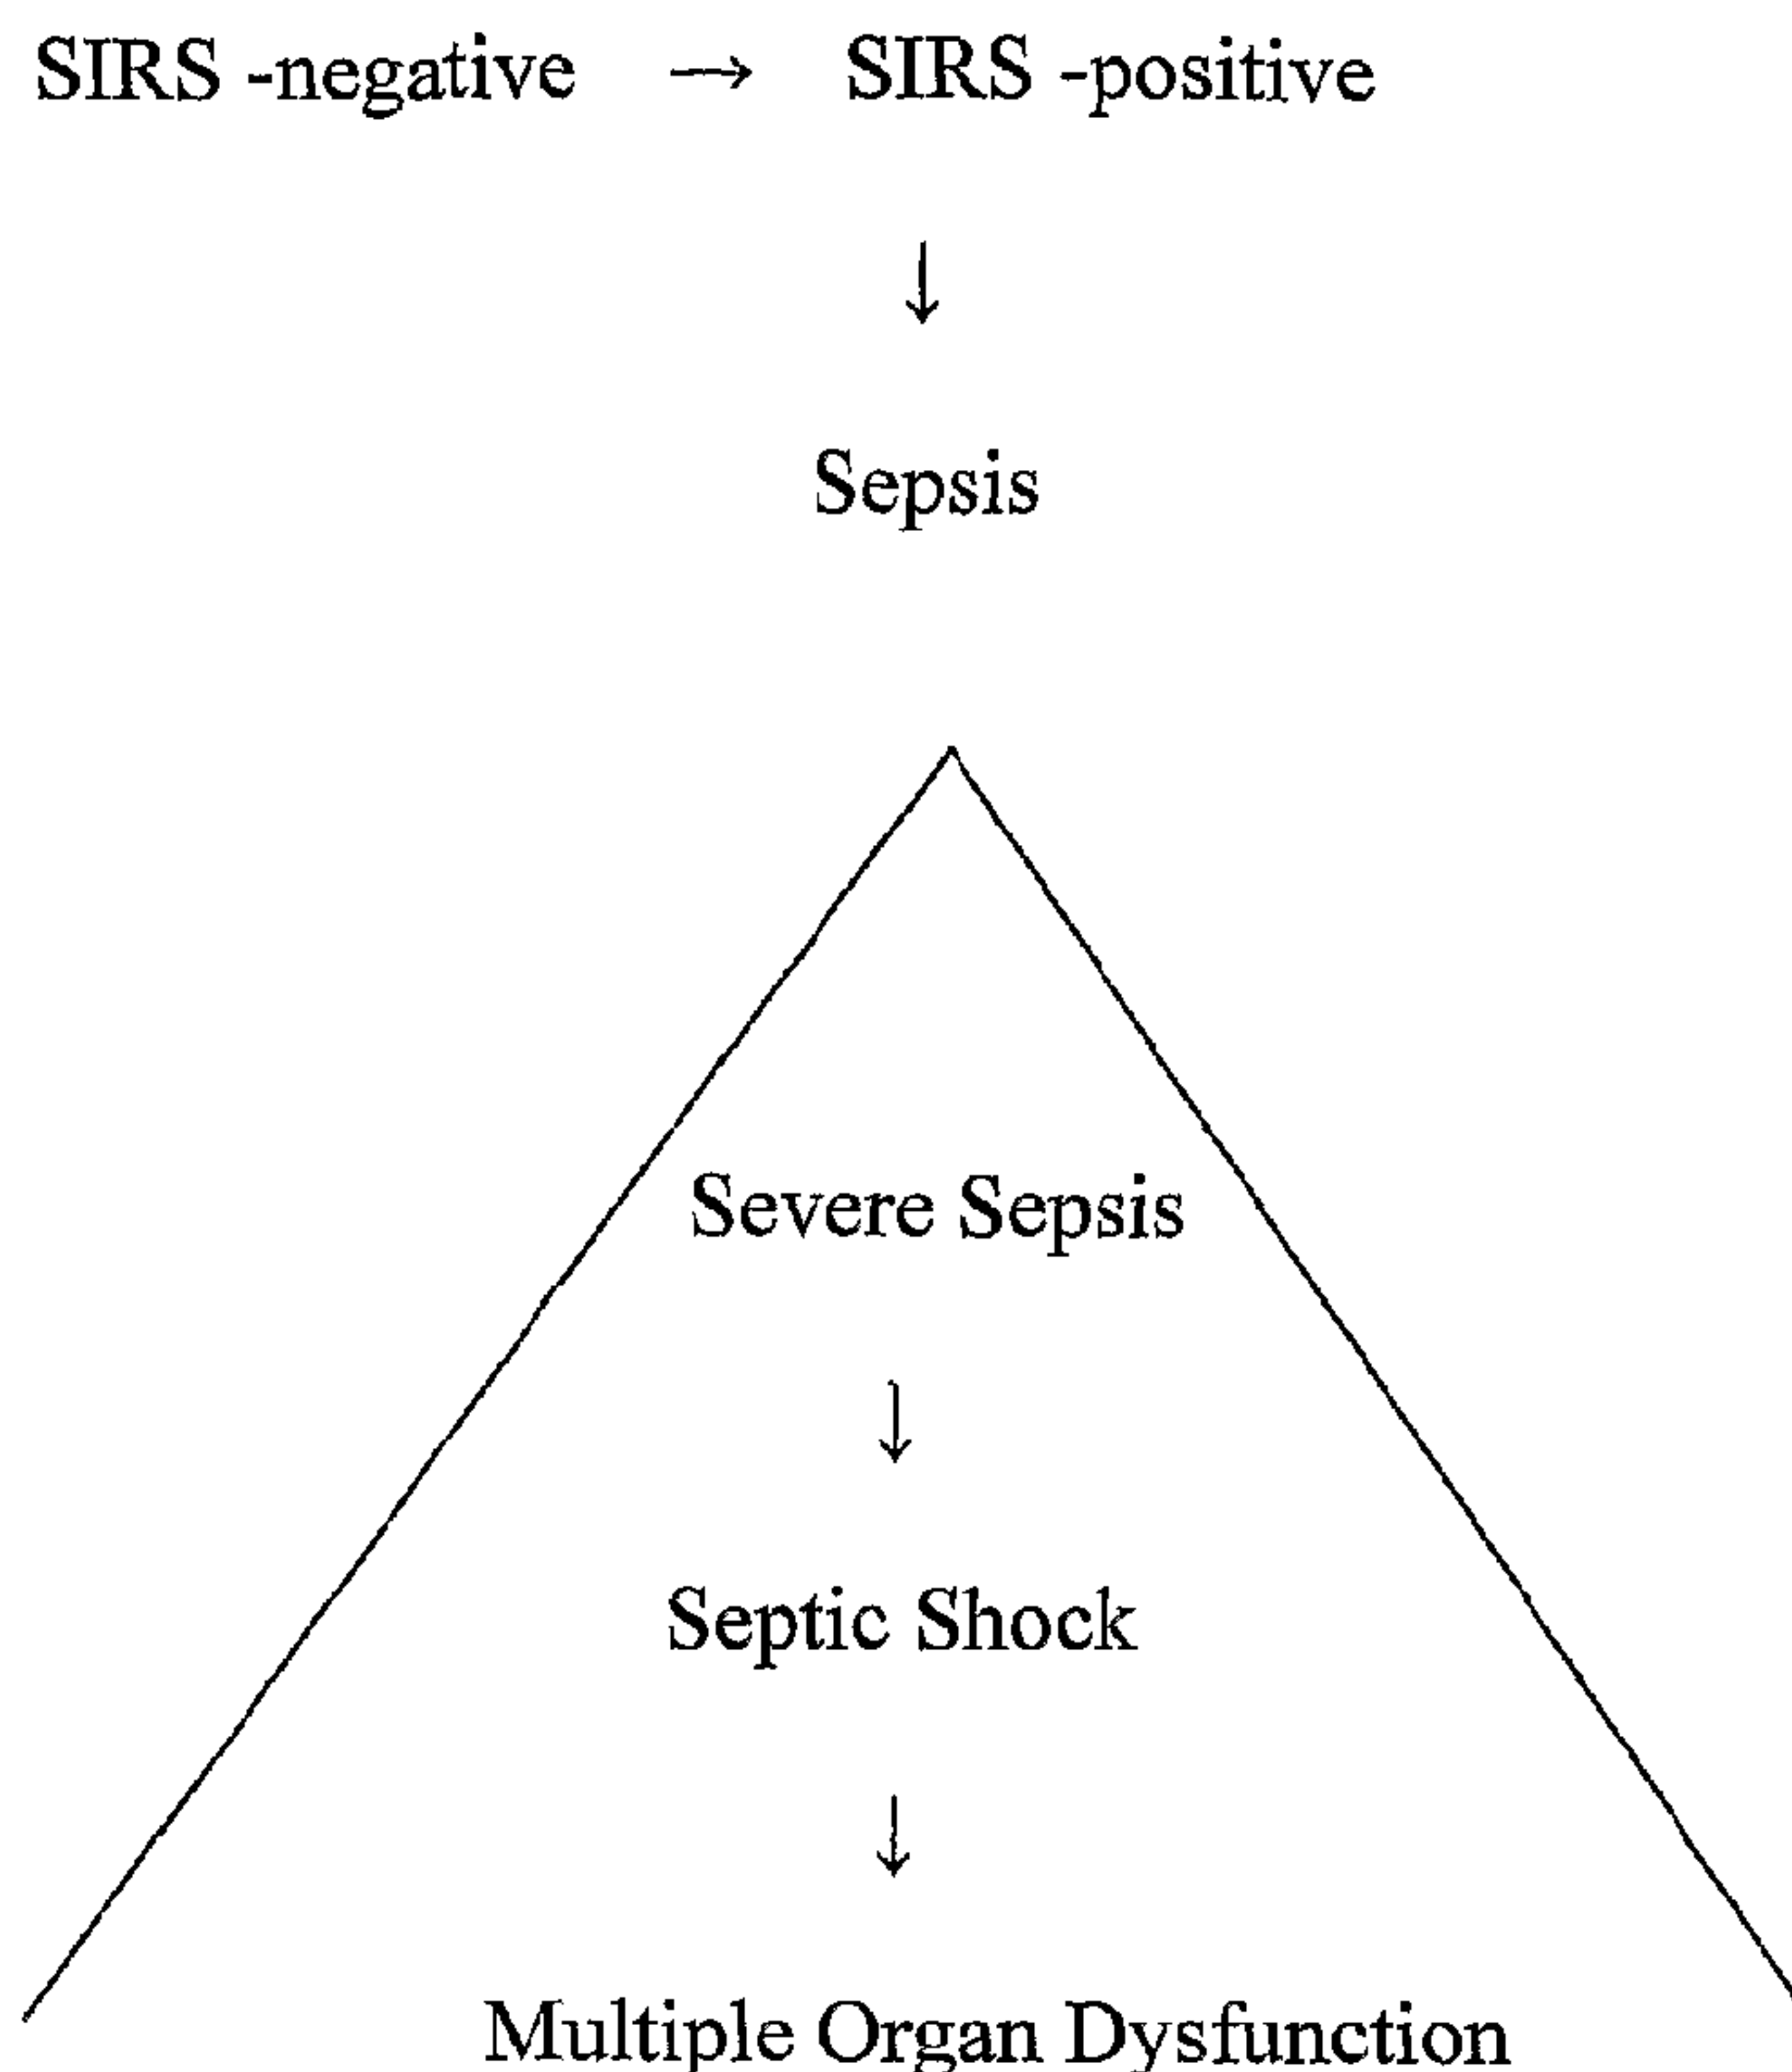 SIRS -negative → SIRS -positive
↓
Sepsis
Severe Sepsis
↓
Septic Shock
↓
Multiple Organ Dysfunction